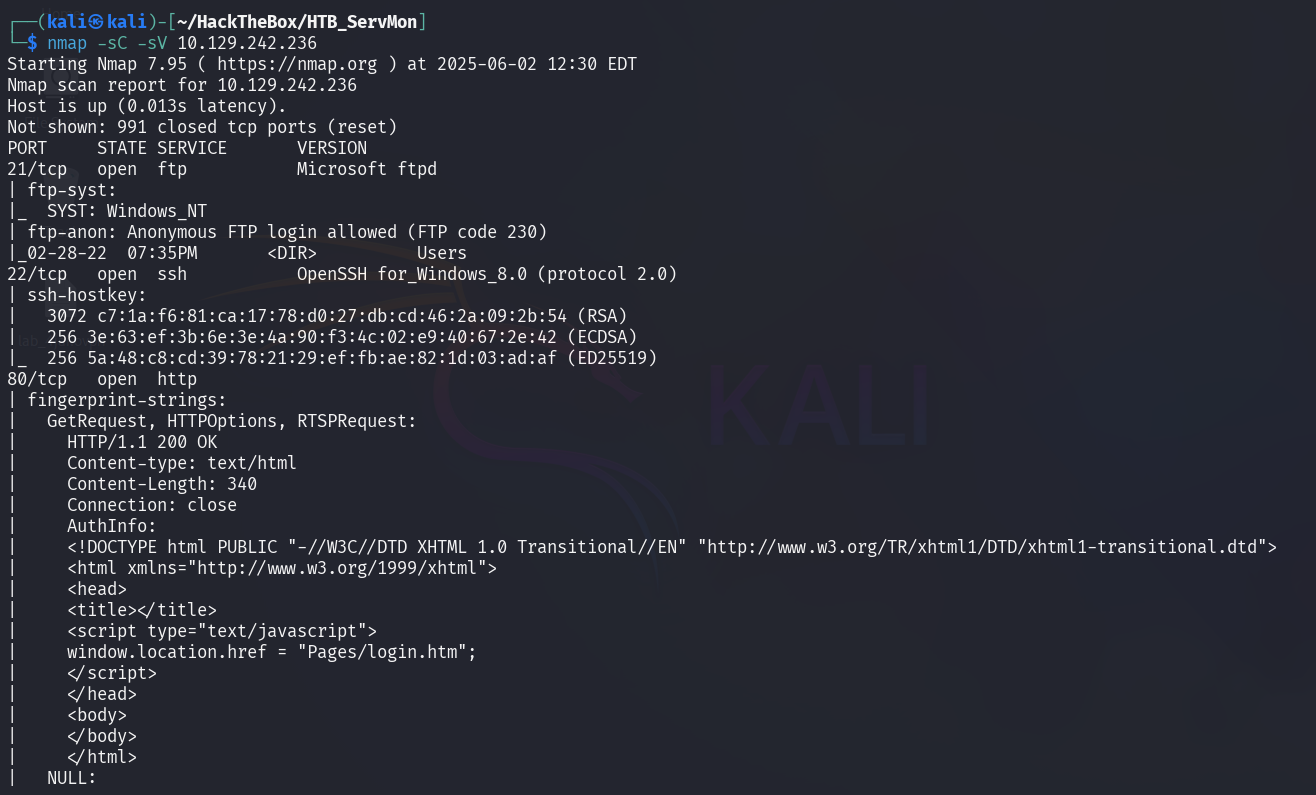 ┌──(kali㉿kali)-[~/HackTheBox/HTB_ServMon]
└─$ nmap -sC -sV 10.129.242.236
Starting Nmap 7.95 ( https://nmap.org ) at 2025-06-02 12:30 EDT
Nmap scan report for 10.129.242.236
Host is up (0.013s latency).
Not shown: 991 closed tcp ports (reset)
PORT     STATE SERVICE       VERSION
21/tcp   open  ftp           Microsoft ftpd
| ftp-syst:
|_  SYST: Windows_NT
| ftp-anon: Anonymous FTP login allowed (FTP code 230)
|_02-28-22  07:35PM       <DIR>          Users
22/tcp   open  ssh           OpenSSH for_Windows_8.0 (protocol 2.0)
| ssh-hostkey:
|   3072 c7:1a:f6:81:ca:17:78:d0:27:db:cd:46:2a:09:2b:54 (RSA)
|   256 3e:63:ef:3b:6e:3e:4a:90:f3:4c:02:e9:40:67:2e:42 (ECDSA)
|_  256 5a:48:c8:cd:39:78:21:29:ef:fb:ae:82:1d:03:ad:af (ED25519)
80/tcp   open  http
| fingerprint-strings:
|   GetRequest, HTTPOptions, RTSPRequest:
|     HTTP/1.1 200 OK
|     Content-type: text/html
|     Content-Length: 340
|     Connection: close
|     AuthInfo:
|     <!DOCTYPE html PUBLIC "-//W3C//DTD XHTML 1.0 Transitional//EN" "http://www.w3.org/TR/xhtml1/DTD/xhtml1-transitional.dtd">
|     <html xmlns="http://www.w3.org/1999/xhtml">
|     <head>
|     <title></title>
|     <script type="text/javascript">
|     window.location.href = "Pages/login.htm";
|     </script>
|     </head>
|     <body>
|     </body>
|     </html>
|   NULL:
KALI